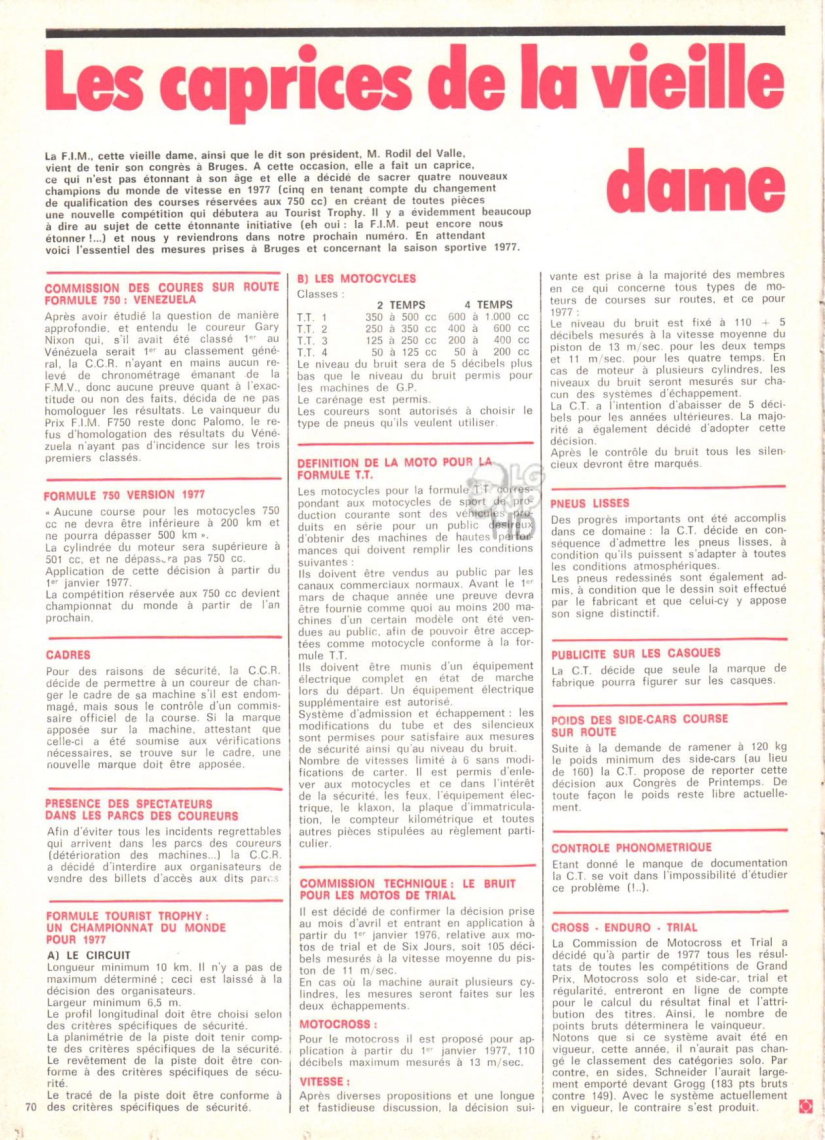 Les caprices de la vieille
dame
La F.I.M., cette vieille dame, ainsi que le dit son président, M. Rodil del Valle,
vient de tenir son congrès à Bruges. A cette occasion, elle a fait un caprice,
ce qui n'est pas étonnant à son âge et elle a décidé de sacrer quatre nouveaux
champions du monde de vitesse en 1977 (cinq en tenant compte du changement
de qualification des courses réservées aux 750 cc) en créant de toutes pièces
une nouvelle compétition qui débutera au Tourist Trophy. Il y a évidemment beaucoup
à dire au sujet de cette étonnante initiative (eh oui : la F.I.M. peut encore nous
étonner !...) et nous y reviendrons dans notre prochain numéro. En attendant
voici l'essentiel des mesures prises à Bruges et concernant la saison sportive 1977.
COMMISSION DES COURES SUR ROUTE
FORMULE 750 : VENEZUELA
Après avoir étudié la question de manière
approfondie, et entendu le coureur Gary
Nixon qui, s'il avait été classé 1er au
Vénézuela serait 1er au classement géné-
ral, la C.C.R. n'ayant en mains aucun re-
levé de chronométrage émanant de la
F.M.V., donc aucune preuve quant à l'exac-
titude ou non des faits, décida de ne pas
homologuer les résultats. Le vainqueur du
Prix F.I.M. F750 reste donc Palomo, le re-
fus d'homologation des résultats du Véné-
zuela n'ayant pas d'incidence sur les trois
premiers classés.
FORMULE 750 VERSION 1977
« Aucune course pour les motocycles 750
cc ne devra être inférieure à 200 km et
ne pourra dépasser 500 km ».
La cylindrée du moteur sera supérieure à
501 cc, et ne dépassera pas 750 cc.
Application de cette décision à partir du
1er janvier 1977.
La compétition réservée aux 750 cc devient
championnat du monde à partir de l'an
prochain.
CADRES
Pour des raisons de sécurité, la C.C.R.
décide de permettre à un coureur de chan-
ger le cadre de sa machine s'il est endom-
magé, mais sous le contrôle d'un commis-
saire officiel de la course. Si la marque
apposée sur la machine, attestant que
celle-ci a été soumise aux vérifications
nécessaires, se trouve sur le cadre, une
nouvelle marque doit être apposée.
PRESENCE DES SPECTATEURS
DANS LES PARCS DES COUREURS
Afin d'éviter tous les incidents regrettables
qui arrivent dans les parcs des coureurs
(détérioration des machines...) la C.C.R.
a décidé d'interdire aux organisateurs de
vendre des billets d'accès aux dits parcs.
FORMULE TOURIST TROPHY :
UN CHAMPIONNAT DU MONDE
POUR 1977
A) LE CIRCUIT
Longueur minimum 10 km. Il n'y a pas de
maximum déterminé ; ceci est laissé à la
décision des organisateurs.
Largeur minimum 6,5 m.
Le profil longitudinal doit être choisi selon
des critères spécifiques de sécurité.
La planimétrie de la piste doit tenir comp-
te des critères spécifiques de la sécurité.
Le revêtement de la piste doit être con-
forme à des critères spécifiques de sécu-
rité.
Le tracé de la piste doit être conforme à
des critères spécifiques de sécurité.
70
B) LES MOTOCYCLES
Classes :
2 TEMPS 4 TEMPS
T.T. 1 350 à 500 cc 600 à 1.000 cc
T.T. 2 250 à 350 cc 400 à 600 cc
T.T. 3 125 à 250 cc 200 à 400 cc
T.T. 4 50 à 125 cc 50 à 200 cc
Le niveau du bruit sera de 5 décibels plus
bas que le niveau du bruit permis pour
les machines de G.P.
Le carénage est permis.
Les coureurs sont autorisés à choisir le
type de pneus qu'ils veulent utiliser.
DEFINITION DE LA MOTO POUR LA
FORMULE T.T.
Les motocycles pour la formule T.T. corres-
pondant aux motocycles de sport de pro-
duction courante sont des véhicules pro-
duits en série pour un public desireux
d'obtenir des machines de hautes perfor-
mances qui doivent remplir les conditions
suivantes :
Ils doivent être vendus au public par les
canaux commerciaux normaux. Avant le 1er
mars de chaque année une preuve devra
être fournie comme quoi au moins 200 ma-
chines d'un certain modèle ont été ven-
dues au public, afin de pouvoir être accep-
tées comme motocycle conforme à la for-
mule T.T.
Ils doivent être munis d'un équipement
électrique complet en état de marche
lors du départ. Un équipement électrique
supplémentaire est autorisé.
Système d'admission et échappement : les
modifications du tube et des silencieux
sont permises pour satisfaire aux mesures
de sécurité ainsi qu'au niveau du bruit.
Nombre de vitesses limité à 6 sans modi-
fications de carter. Il est permis d'enle-
ver aux motocycles et ce dans l'intérêt
de la sécurité, les feux, l'équipement élec-
trique, le klaxon, la plaque d'immatricula-
tion, le compteur kilométrique et toutes
autres pièces stipulées au règlement parti-
culier.
COMMISSION TECHNIQUE : LE BRUIT
POUR LES MOTOS DE TRIAL
Il est décidé de confirmer la décision prise
au mois d'avril et entrant en application à
partir du 1er janvier 1976, relative aux mo-
tos de trial et de Six Jours, soit 105 déci-
bels mesurés à la vitesse moyenne du pis-
ton de 11 m/sec.
En cas où la machine aurait plusieurs cy-
lindres, les mesures seront faites sur les
deux échappements.
MOTOCROSS :
Pour le motocross il est proposé pour ap-
plication à partir du 1er janvier 1977, 110
décibels maximum mesurés à 13 m/sec.
VITESSE :
Après diverses propositions et une longue
et fastidieuse discussion, la décision sui-
vante est prise à la majorité des membres
en ce qui concerne tous types de mo-
teurs de courses sur routes, et ce pour
1977 :
Le niveau du bruit est fixé à 110 + 5
décibels mesurés à la vitesse moyenne du
piston de 13 m/sec. pour les deux temps
et 11 m/sec. pour les quatre temps. En
cas de moteur à plusieurs cylindres, les
niveaux du bruit seront mesurés sur cha-
cun des systèmes d'échappement.
La C.T. a l'intention d'abaisser de 5 déci-
bels pour les années ultérieures. La majo-
rité a également décidé d'adopter cette
décision.
Après le contrôle du bruit tous les silen-
cieux devront être marqués.
PNEUS LISSES
Des progrès importants ont été accomplis
dans ce domaine : la C.T. décide en con-
séquence d'admettre les pneus lisses, à
condition qu'ils puissent s'adapter à toutes
les conditions atmosphériques.
Les pneus redessinés sont également ad-
mis, à condition que le dessin soit effectué
par le fabricant et que celui-cy y appose
son signe distinctif.
PUBLICITE SUR LES CASQUES
La C.T. décide que seule la marque de
fabrique pourra figurer sur les casques.
POIDS DES SIDE-CARS COURSE
SUR ROUTE
Suite à la demande de ramener à 120 kg
le poids minimum des side-cars (au lieu
de 160) la C.T. propose de reporter cette
décision aux Congrès de Printemps. De
toute façon le poids reste libre actuelle-
ment.
CONTROLE PHONOMETRIQUE
Etant donné le manque de documentation
la C.T. se voit dans l'impossibilité d'étudier
ce problème (!..).
CROSS - ENDURO - TRIAL
La Commission de Motocross et Trial a
décidé qu'à partir de 1977 tous les résul-
tats de toutes les compétitions de Grand
Prix, Motocross solo et side-car, trial et
régularité, entreront en ligne de compte
pour le calcul du résultat final et l'attri-
bution des titres. Ainsi, le nombre de
points bruts déterminera le vainqueur.
Notons que si ce système avait été en
vigueur, cette année, il n'aurait pas chan-
gé le classement des catégories solo. Par
contre, en sides, Schneider l'aurait large-
ment emporté devant Grogg (183 pts bruts
contre 149). Avec le système actuellement
en vigueur, le contraire s'est produit.